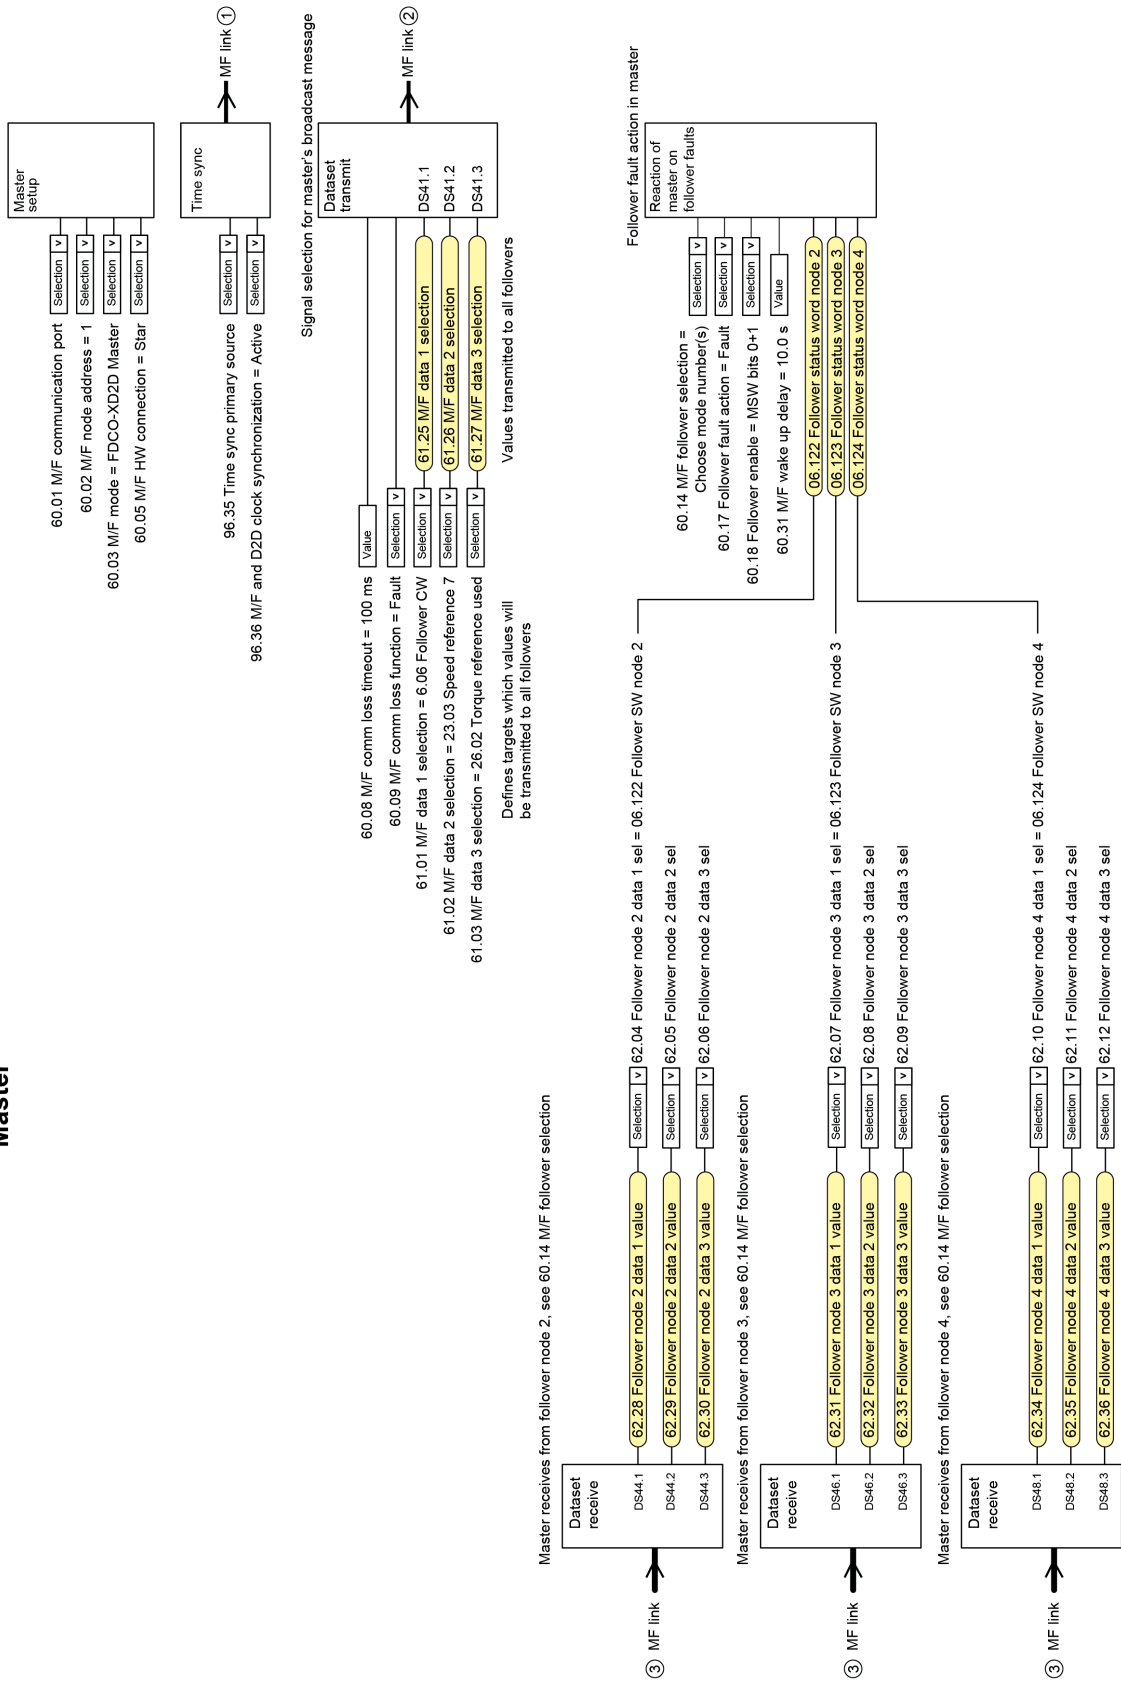 Master
Master
setup
60.01 M/F communication port
Selection v
60.02 M/F node address = 1
Selection v
60.03 M/F mode = FDCO-XD2D Master
Selection v
60.05 M/F HW connection = Star
Selection v
Time sync
96.35 Time sync primary source
Selection v
96.36 M/F and D2D clock synchronization = Active
Selection v
MF link 1
Signal selection for master's broadcast message
Dataset
transmit
60.08 M/F comm loss timeout = 100 ms
Value
60.09 M/F comm loss function = Fault
Selection v
61.01 M/F data 1 selection = 6.06 Follower CW
Selection v
61.25 M/F data 1 selection
DS41.1
61.02 M/F data 2 selection = 23.03 Speed reference 7
Selection v
61.26 M/F data 2 selection
DS41.2
61.03 M/F data 3 selection = 26.02 Torque reference used
Selection v
61.27 M/F data 3 selection
DS41.3
MF link 2
Defines targets which values will
be transmitted to all followers
Values transmitted to all followers
Master receives from follower node 2, see 60.14 M/F follower selection
Dataset
receive
3 MF link
DS44.1
62.28 Follower node 2 data 1 value
Selection v
62.04 Follower node 2 data 1 sel = 06.122 Follower SW node 2
DS44.2
62.29 Follower node 2 data 2 value
Selection v
62.05 Follower node 2 data 2 sel
DS44.3
62.30 Follower node 2 data 3 value
Selection v
62.06 Follower node 2 data 3 sel
Master receives from follower node 3, see 60.14 M/F follower selection
Dataset
receive
3 MF link
DS46.1
62.31 Follower node 3 data 1 value
Selection v
62.07 Follower node 3 data 1 sel = 06.123 Follower SW node 3
DS46.2
62.32 Follower node 3 data 2 value
Selection v
62.08 Follower node 3 data 2 sel
DS46.3
62.33 Follower node 3 data 3 value
Selection v
62.09 Follower node 3 data 3 sel
Master receives from follower node 4, see 60.14 M/F follower selection
Dataset
receive
3 MF link
DS48.1
62.34 Follower node 4 data 1 value
Selection v
62.10 Follower node 4 data 1 sel = 06.124 Follower SW node 4
DS48.2
62.35 Follower node 4 data 2 value
Selection v
62.11 Follower node 4 data 2 sel
DS48.3
62.36 Follower node 4 data 3 value
Selection v
62.12 Follower node 4 data 3 sel
Follower fault action in master
Reaction of
master on
follower faults
60.14 M/F follower selection =
Choose mode number(s)
Selection v
60.17 Follower fault action = Fault
Selection v
60.18 Follower enable = MSW bits 0+1
Selection v
60.31 M/F wake up delay = 10.0 s
Value
06.122 Follower status word node 2
06.123 Follower status word node 3
06.124 Follower status word node 4